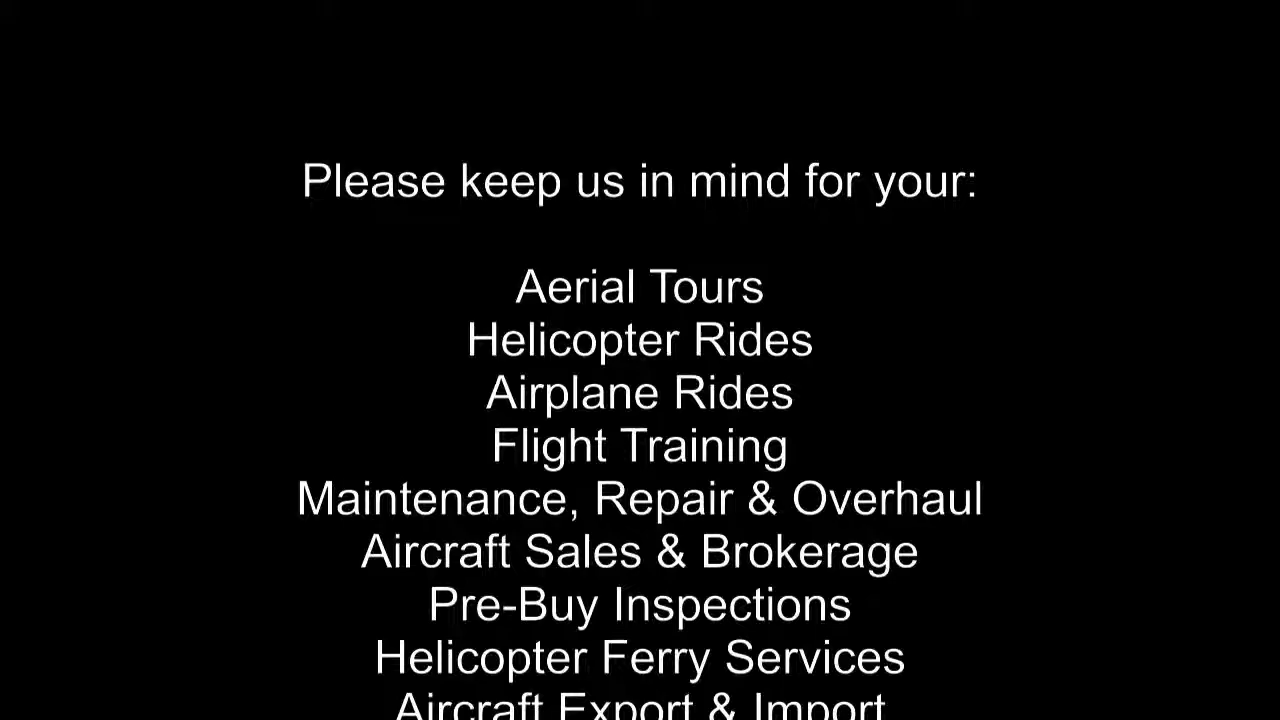 Please keep us in mind for your:
Aerial Tours
Helicopter Rides
Airplane Rides
Flight Training
Maintenance, Repair & Overhaul
Aircraft Sales & Brokerage
Pre-Buy Inspections
Helicopter Ferry Services
Aircraft Export & Import